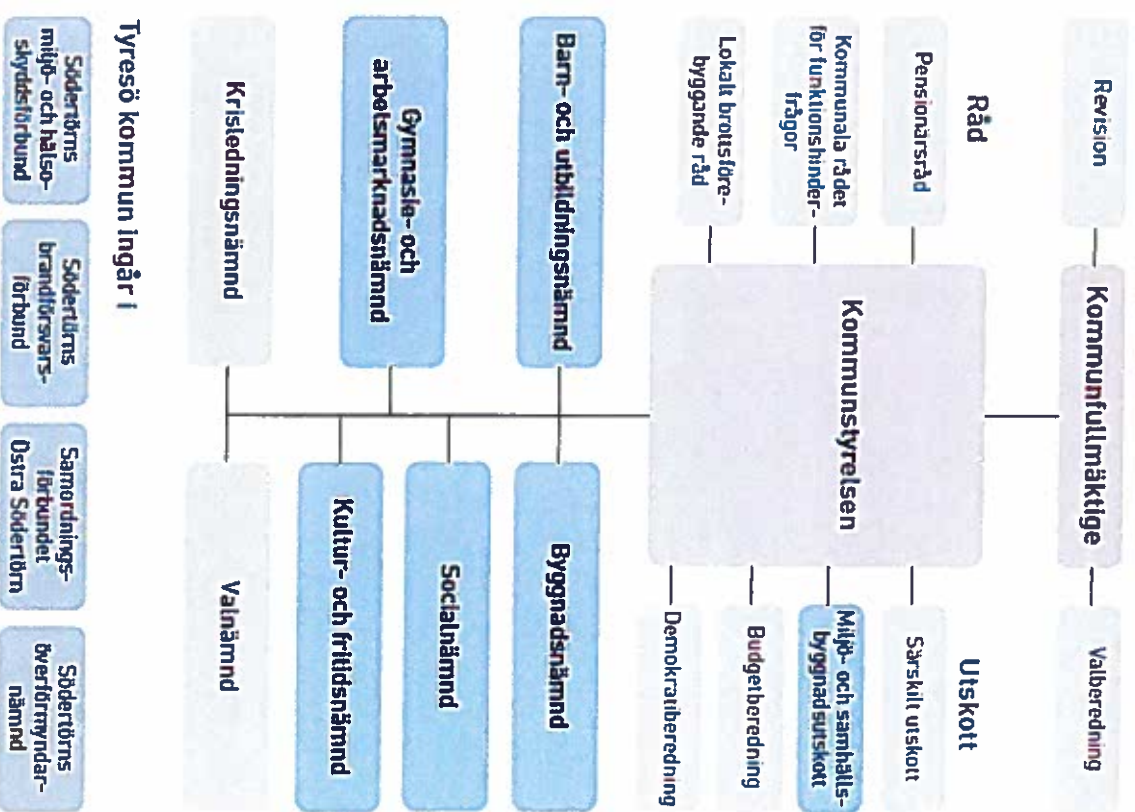 Revision
Kommunfullmäktige
Valberedning
Råd
Utskott
Pensionärsråd
Kommunala rådet
för funktionshinder-
frågor
Lokalt brottsföre-
byggande råd
Kommunstyrelsen
Särskilt utskott
Miljö- och samhälls-
byggnadsutskott
Budgetberedning
Demokratiberedning
Barn- och utbildningsnämnd
Byggnadsnämnd
Gymnasie- och
arbetsmarknadsnämnd
Socialnämnd
Kultur- och fritidsnämnd
Krisledningsnämnd
Valnämnd
Tyresö kommun ingår i
Södertörns
miljö- och hälso-
skyddsförbund
Södertörns
brandförsvars-
förbund
Samordnings-
förbundet
Östra Södertörn
Södertörns
överförmyndar-
nämnd